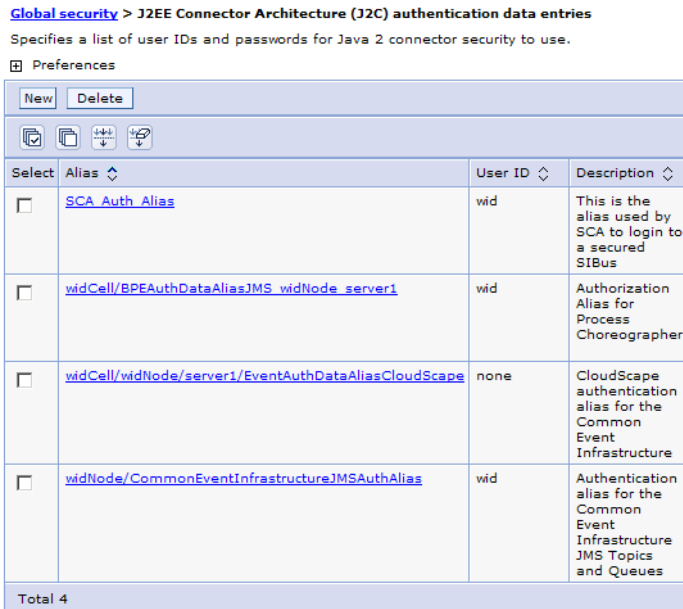 Global security > J2EE Connector Architecture (J2C) authentication data entries
Specifies a list of user IDs and passwords for Java 2 connector security to use.
Preferences
New Delete
Select Alias User ID Description
SCA_Auth_Alias wid This is the
alias used by
SCA to login to
a secured
SIBus
widCell/BPEAuthDataAliasJMS_widNode_server1 wid Authorization
Alias for
Process
Choreographer
widCell/widNode/server1/EventAuthDataAliasCloudScape none CloudScape
authentication
alias for the
Common
Event
Infrastructure
widNode/CommonEventInfrastructureJMSAuthAlias wid Authentication
alias for the
Common
Event
Infrastructure
JMS Topics
and Queues
Total 4